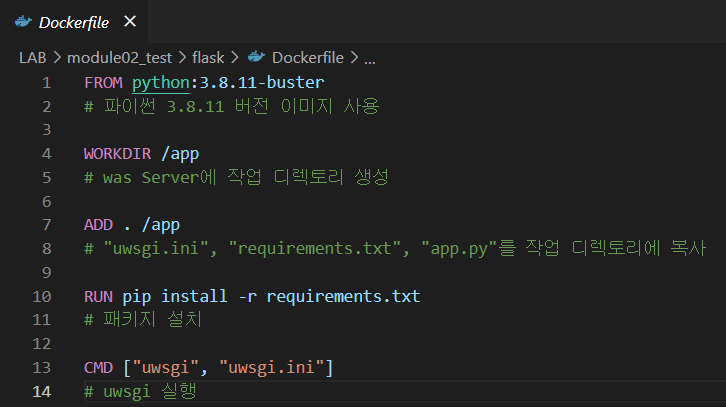 Dockerfile ×
LAB > module02_test > flask > Dockerfile > ...
1 FROM python:3.8.11-buster
2 # 파이썬 3.8.11 버전 이미지 사용
3
4 WORKDIR /app
5 # was Server에 작업 디렉토리 생성
6
7 ADD . /app
8 # "uwsgi.ini", "requirements.txt", "app.py"를 작업 디렉토리에 복사
9
10 RUN pip install -r requirements.txt
11 # 패키지 설치
12
13 CMD ["uwsgi", "uwsgi.ini"]
14 # uwsgi 실행